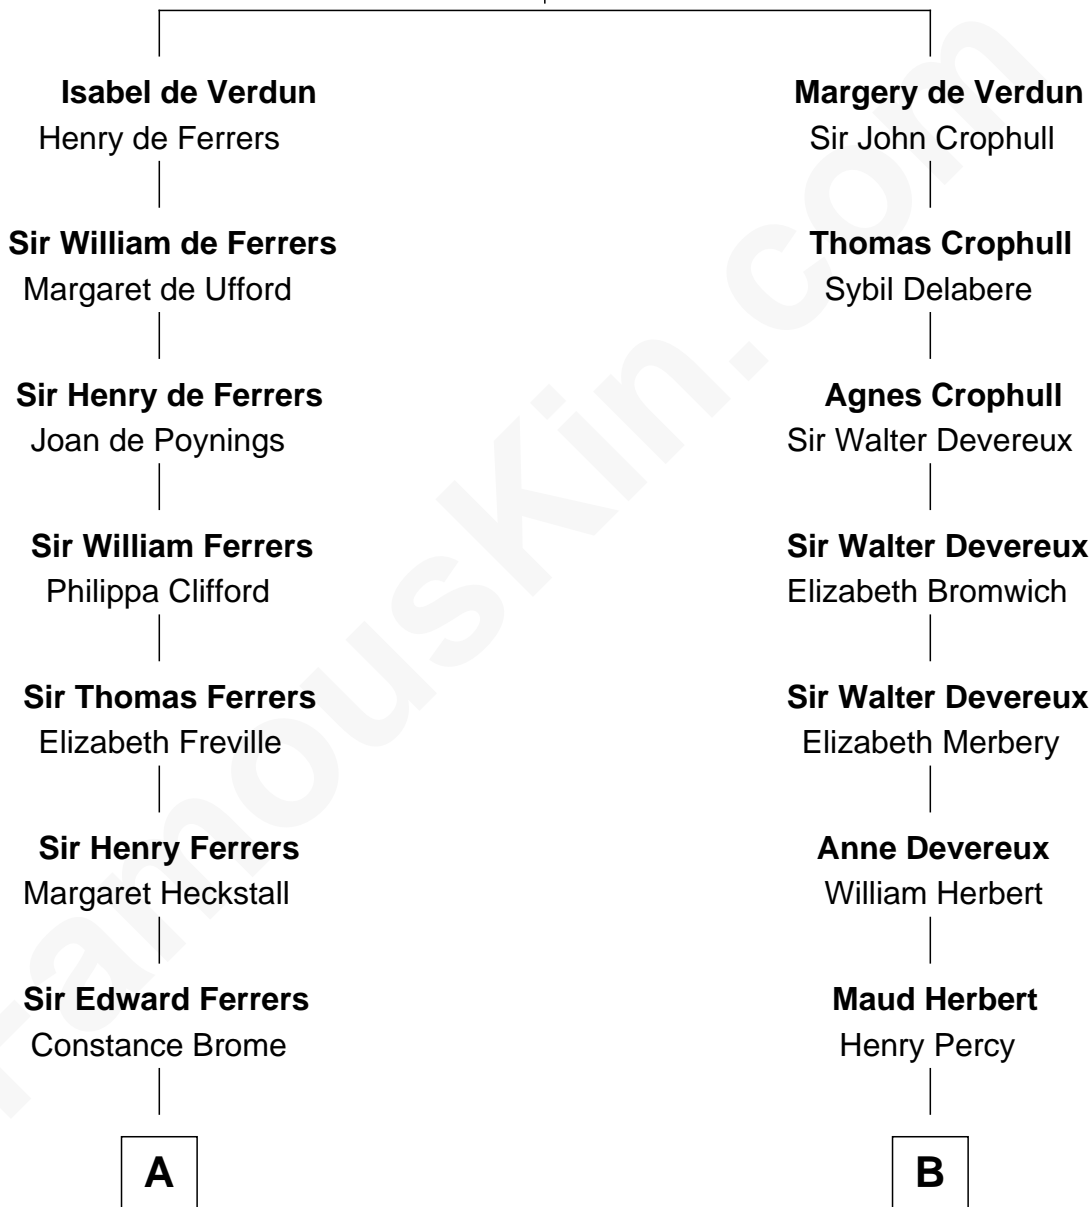 Isabel de Verdun
Henry de Ferrers
Sir William de Ferrers
Margaret de Ufford
Sir Henry de Ferrers
Joan de Poynings
Sir William Ferrers
Philippa Clifford
Sir Thomas Ferrers
Elizabeth Freville
Sir Henry Ferrers
Margaret Heckstall
Sir Edward Ferrers
Constance Brome
A
Margery de Verdun
Sir John Crophull
Thomas Crophull
Sybil Delabere
Agnes Crophull
Sir Walter Devereux
Sir Walter Devereux
Elizabeth Bromwich
Sir Walter Devereux
Elizabeth Merbery
Anne Devereux
William Herbert
Maud Herbert
Henry Percy
B
FamousKin.com